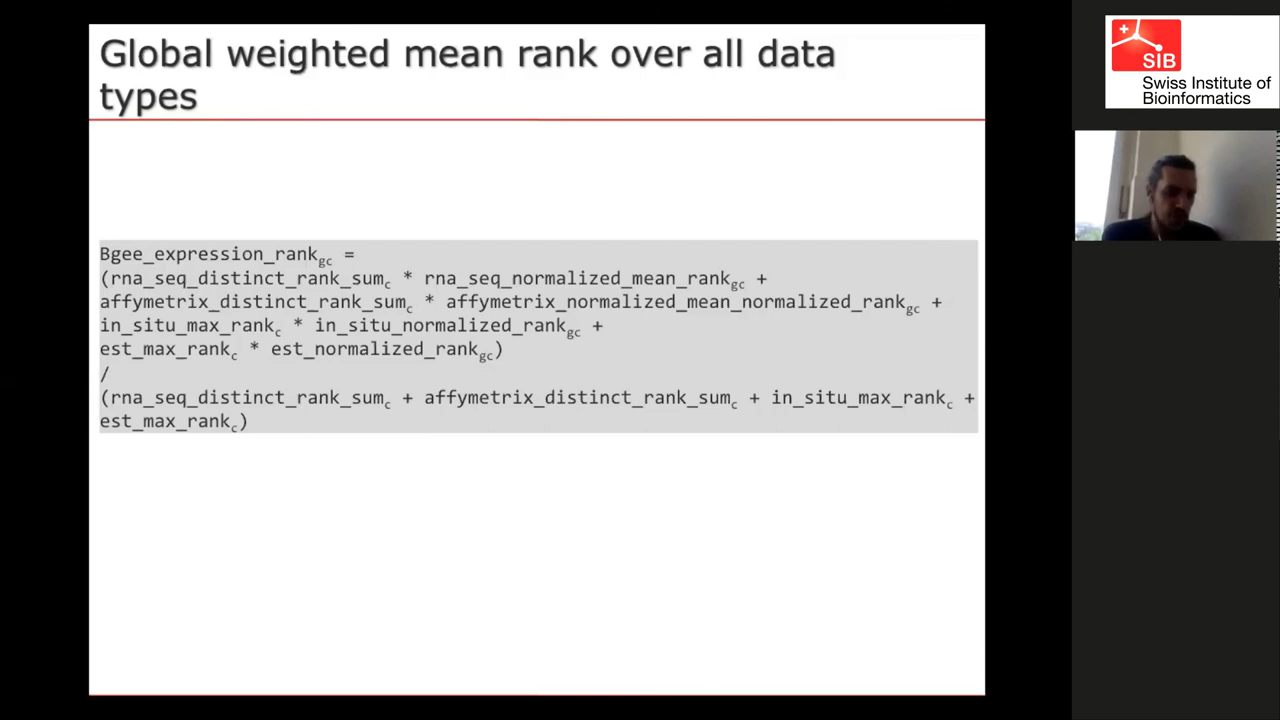 Global weighted mean rank over all data
types
Bgee_expression_rankgc =
(rna_seq_distinct_rank_sumc * rna_seq_normalized_mean_rankgc +
affymetrix_distinct_rank_sumc * affymetrix_normalized_mean_normalized_rankgc +
in_situ_max_rankc * in_situ_normalized_rankgc +
est_max_rankc * est_normalized_rankgc)
/
(rna_seq_distinct_rank_sumc + affymetrix_distinct_rank_sumc + in_situ_max_rankc +
est_max_rankc)
SIB
Swiss Institute of
Bioinformatics